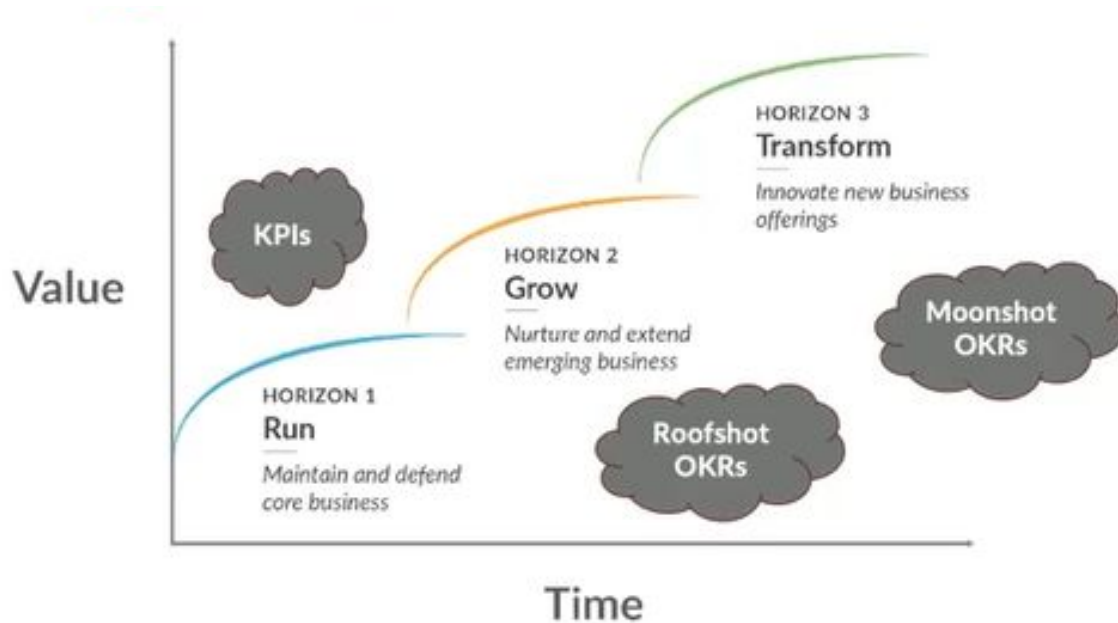 HORIZON 3
Transform
Innovate new business
offerings
KPIs
HORIZON 2
Grow
Nurture and extend
emerging business
Value
Moonshot
OKRs
HORIZON 1
Run
Maintain and defend
core business
Roofshot
OKRs
Time